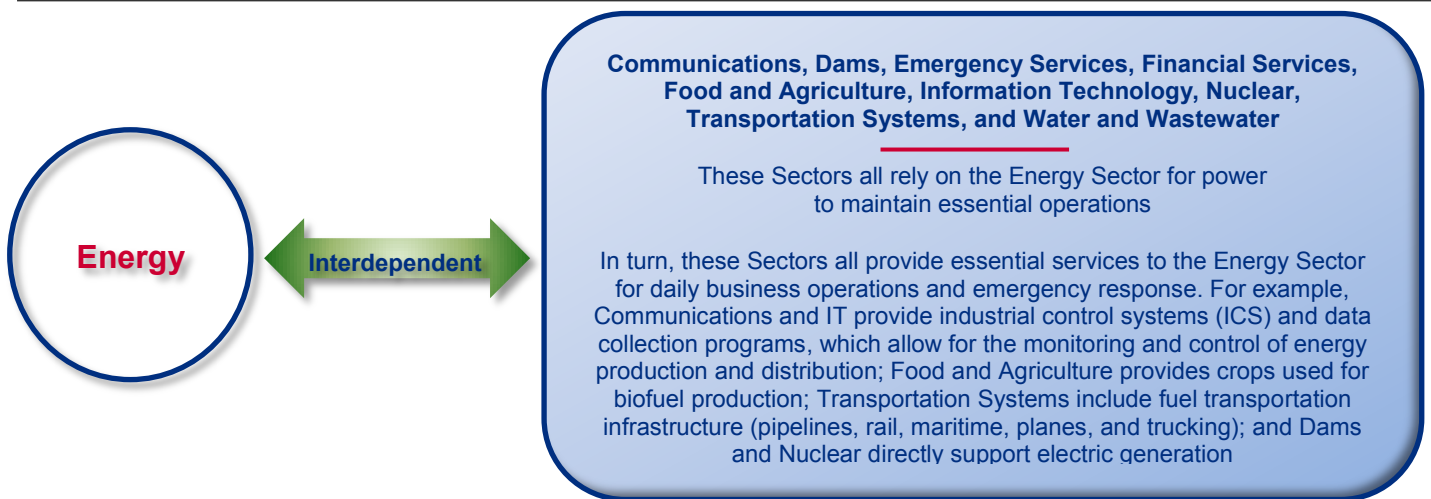 Energy
Interdependent
Communications, Dams, Emergency Services, Financial Services,
Food and Agriculture, Information Technology, Nuclear,
Transportation Systems, and Water and Wastewater
These Sectors all rely on the Energy Sector for power
to maintain essential operations
In turn, these Sectors all provide essential services to the Energy Sector
for daily business operations and emergency response. For example,
Communications and IT provide industrial control systems (ICS) and data
collection programs, which allow for the monitoring and control of energy
production and distribution; Food and Agriculture provides crops used for
biofuel production; Transportation Systems include fuel transportation
infrastructure (pipelines, rail, maritime, planes, and trucking); and Dams
and Nuclear directly support electric generation